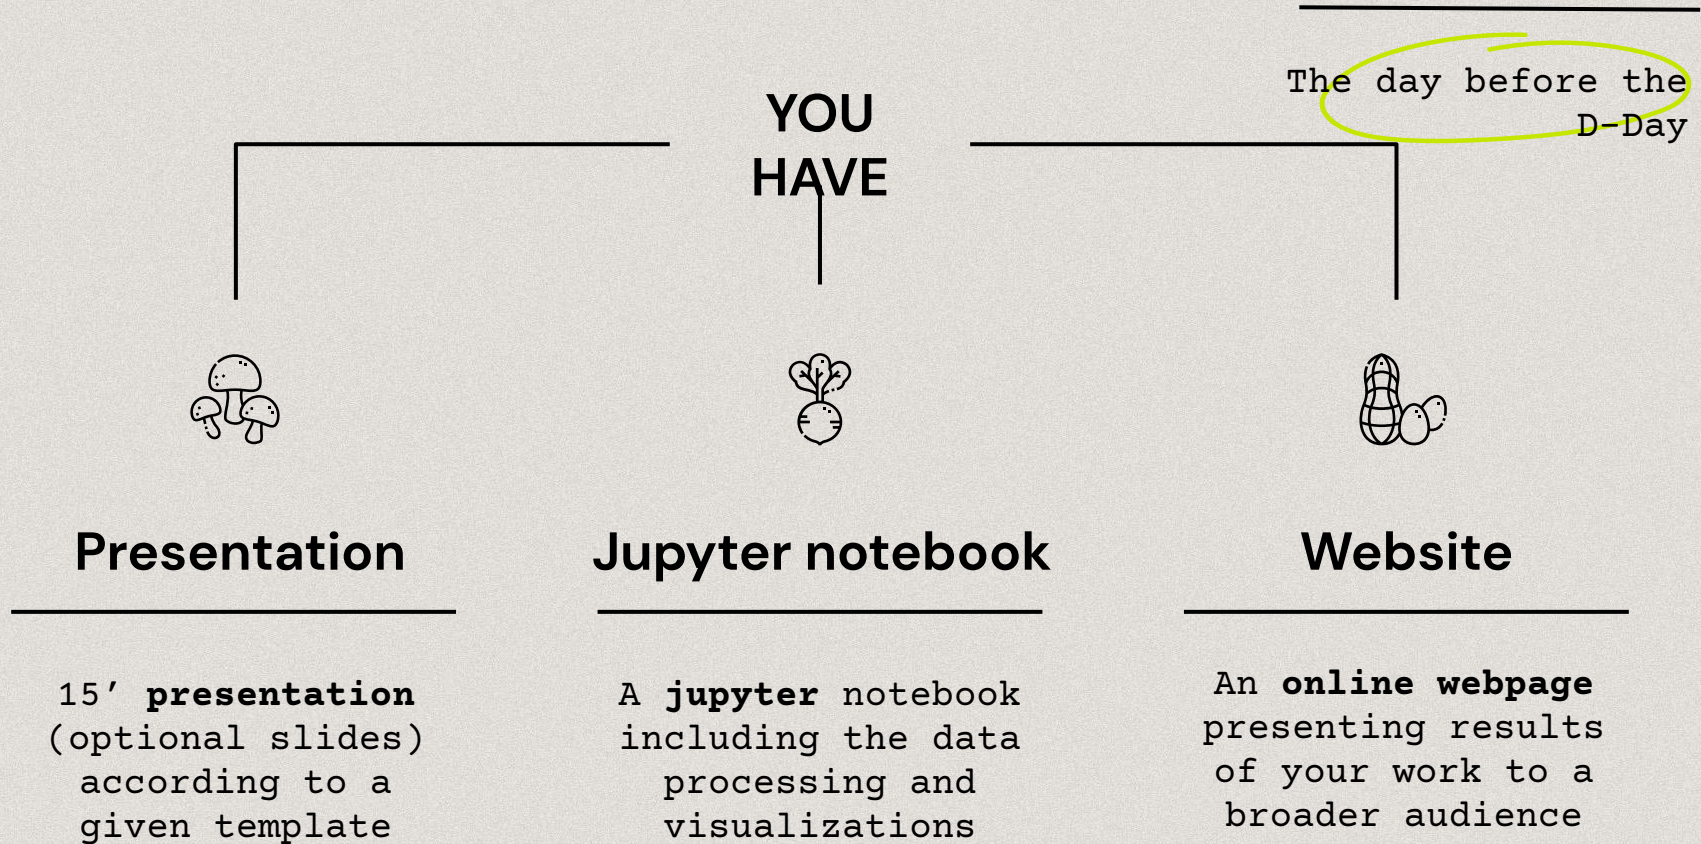 The day before the
D-Day
YOU
HAVE
Presentation
15’ presentation
(optional slides)
according to a
given template
Jupyter notebook
A jupyter notebook
including the data
processing and
visualizations
Website
An online webpage
presenting results
of your work to a
broader audience